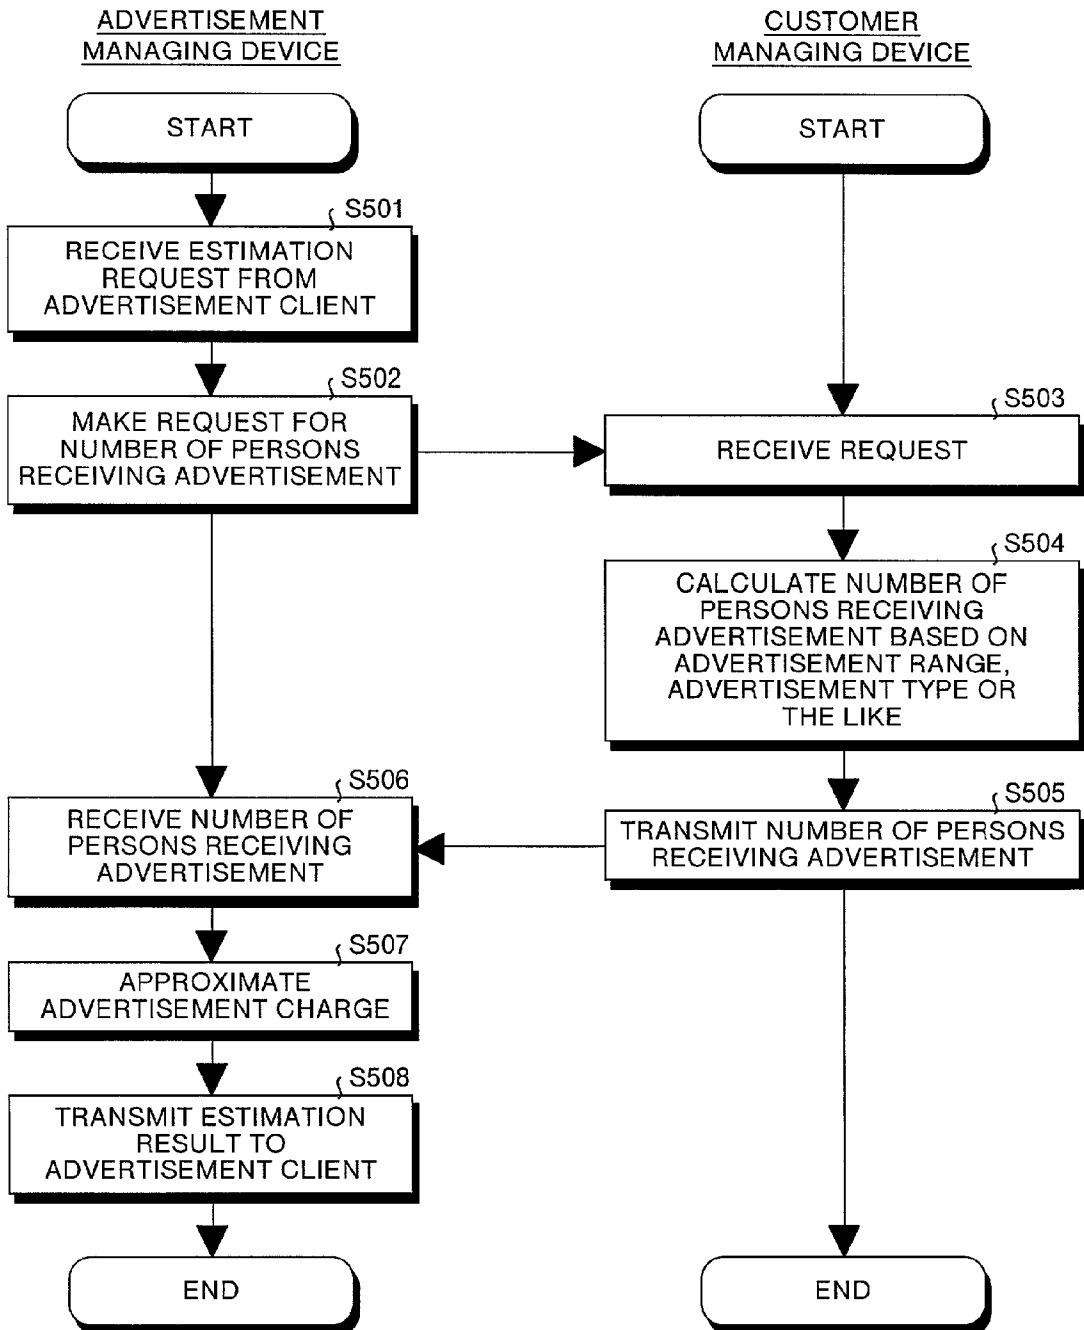 ADVERTISEMENT
MANAGING DEVICE
CUSTOMER
MANAGING DEVICE
START
START
S501
RECEIVE ESTIMATION
REQUEST FROM
ADVERTISEMENT CLIENT
S502
MAKE REQUEST FOR
NUMBER OF PERSONS
RECEIVING ADVERTISEMENT
S503
RECEIVE REQUEST
S504
CALCULATE NUMBER OF
PERSONS RECEIVING
ADVERTISEMENT BASED ON
ADVERTISEMENT RANGE,
ADVERTISEMENT TYPE OR
THE LIKE
S505
TRANSMIT NUMBER OF PERSONS
RECEIVING ADVERTISEMENT
S506
RECEIVE NUMBER OF
PERSONS RECEIVING
ADVERTISEMENT
S507
APPROXIMATE
ADVERTISEMENT CHARGE
S508
TRANSMIT ESTIMATION
RESULT TO
ADVERTISEMENT CLIENT
END
END